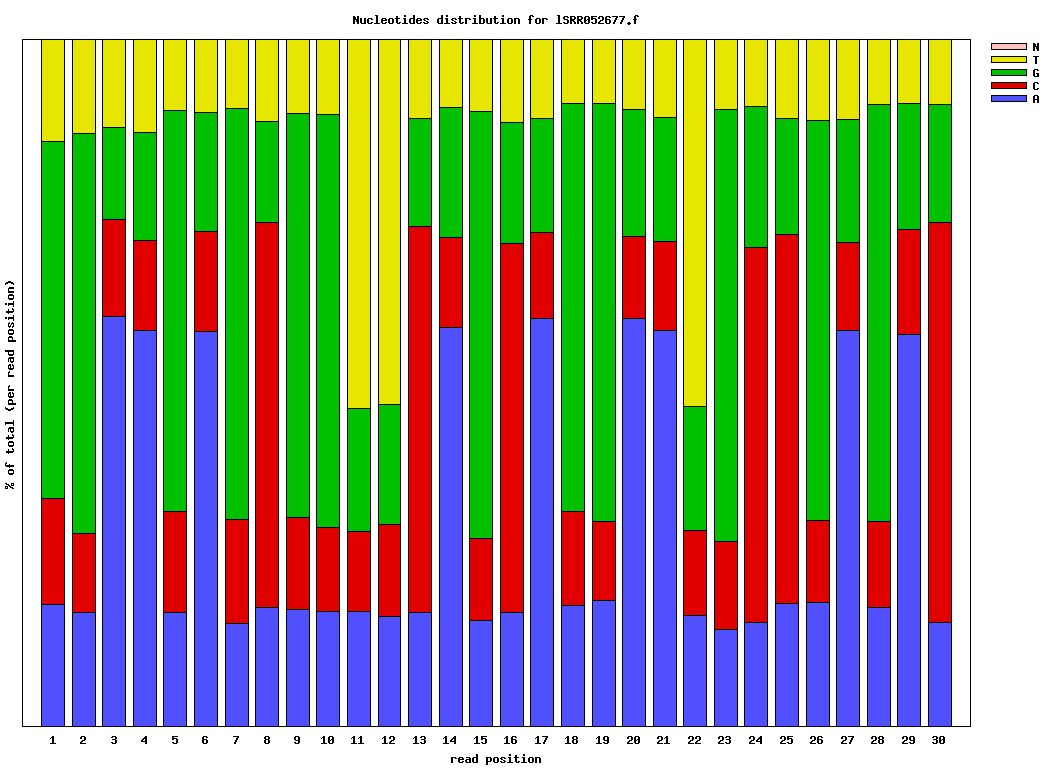 Nucleotides distribution for lSRR052677.f
N
T
G
C
A
% of total (per read position)
1 2 3 4 5 6 7 8 9 10 11 12 13 14 15 16 17 18 19 20 21 22 23 24 25 26 27 28 29 30
read position